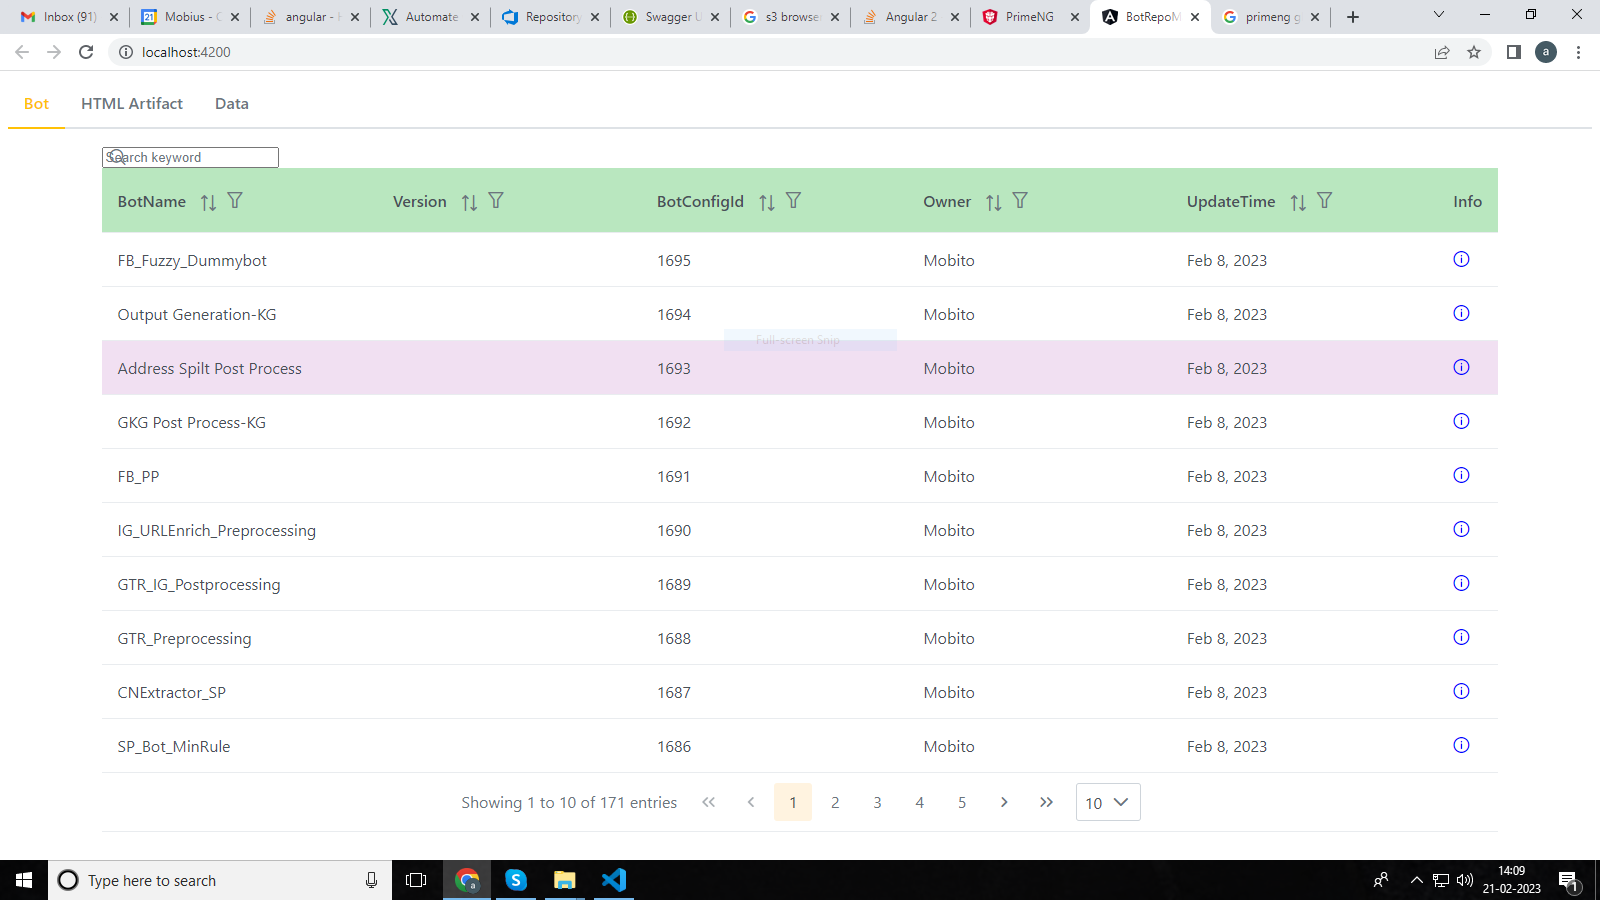 Inbox (91)
Mobius - C
angular - H
Automate
Repository
Swagger U
s3 browse
Angular 2
PrimeNG
BotRepoM
primeng g
localhost:4200
a
Bot HTML Artifact Data
Search keyword
BotName Version BotConfigId Owner UpdateTime Info
FB_Fuzzy_Dummybot 1695 Mobito Feb 8, 2023
Output Generation-KG 1694 Mobito Feb 8, 2023
Full-screen Snip
Address Spilt Post Process 1693 Mobito Feb 8, 2023
GKG Post Process-KG 1692 Mobito Feb 8, 2023
FB_PP 1691 Mobito Feb 8, 2023
IG_URLEnrich_Preprocessing 1690 Mobito Feb 8, 2023
GTR_IG_Postprocessing 1689 Mobito Feb 8, 2023
GTR_Preprocessing 1688 Mobito Feb 8, 2023
CNExtractor_SP 1687 Mobito Feb 8, 2023
SP_Bot_MinRule 1686 Mobito Feb 8, 2023
Showing 1 to 10 of 171 entries 1 2 3 4 5 10
Type here to search
14:09
21-02-2023
1